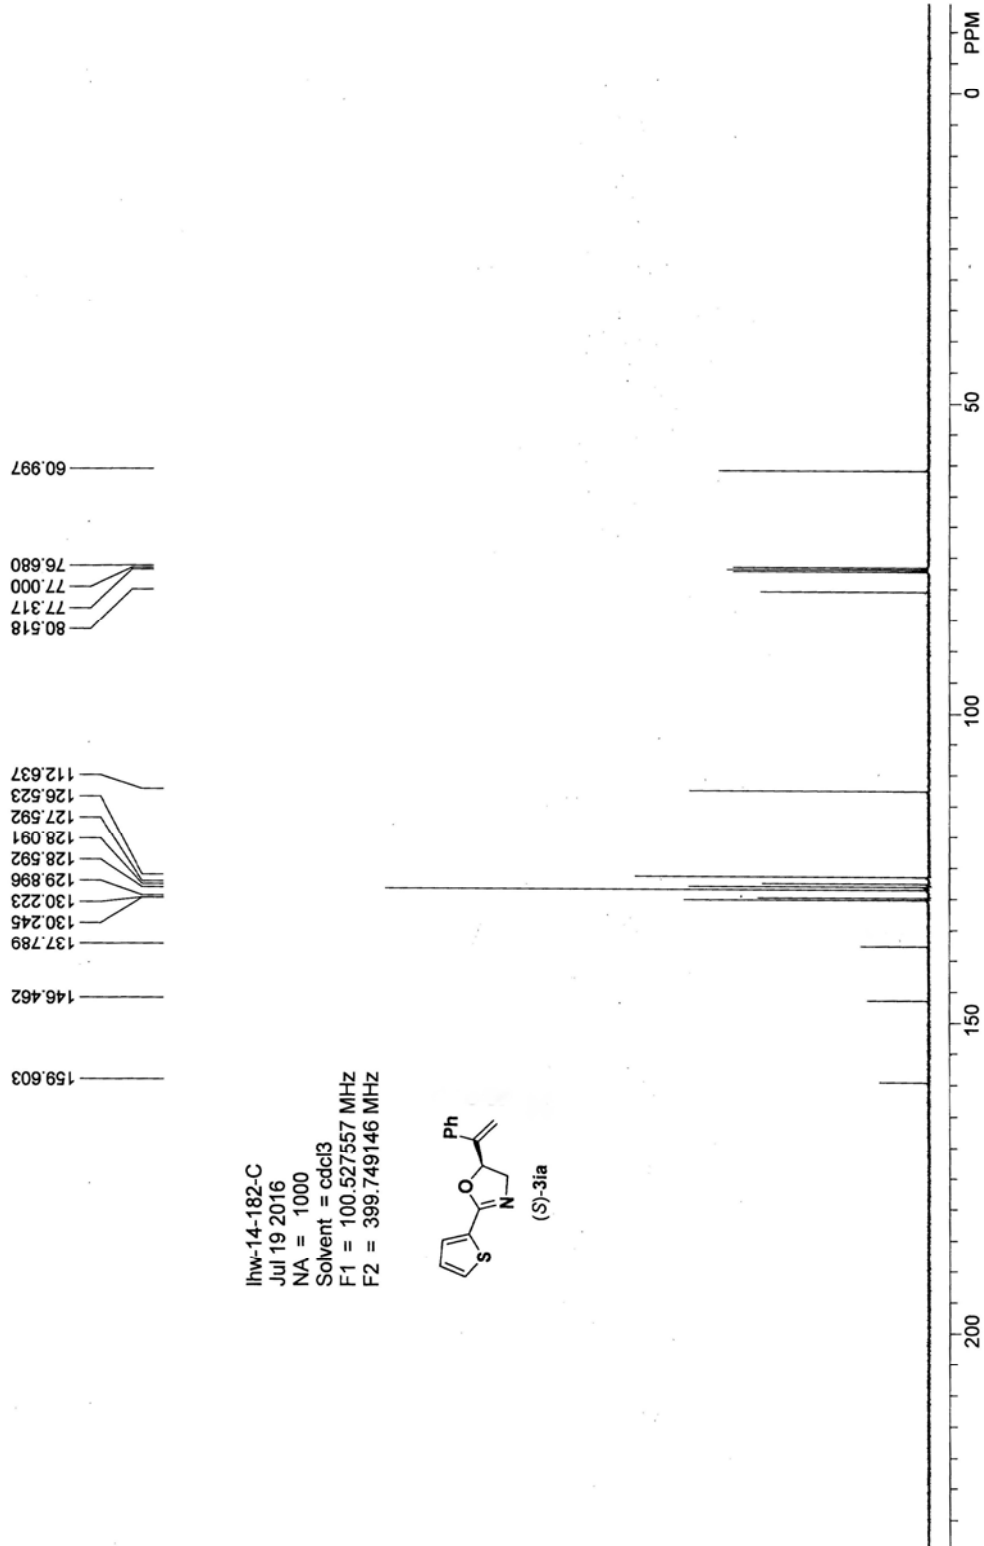 159.603
146.462
137.789
130.245
130.223
129.896
128.592
128.091
127.592
126.523
112.637
80.518
77.317
77.000
76.680
60.997
lhw-14-182-C
Jul 19 2016
NA = 1000
Solvent = cdcl3
F1 = 100.527557 MHz
F2 = 399.749146 MHz
Ph
O
N
S
(S)-3ia
200
150
100
50
0
PPM